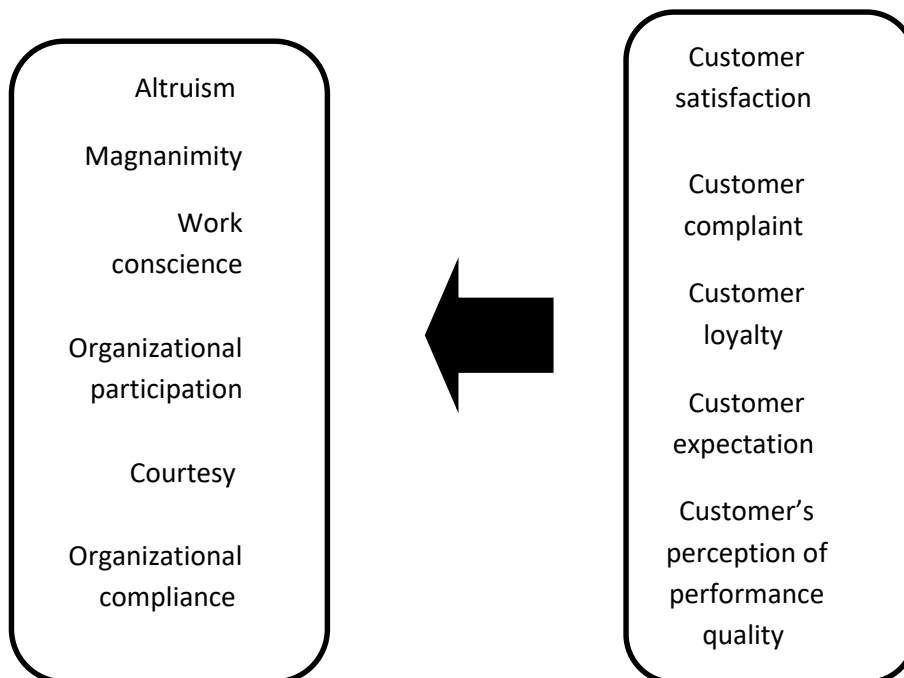 Altruism
Magnanimity
Work
conscience
Organizational
participation
Courtesy
Organizational
compliance
Customer
satisfaction
Customer
complaint
Customer
loyalty
Customer
expectation
Customer’s
perception of
performance
quality